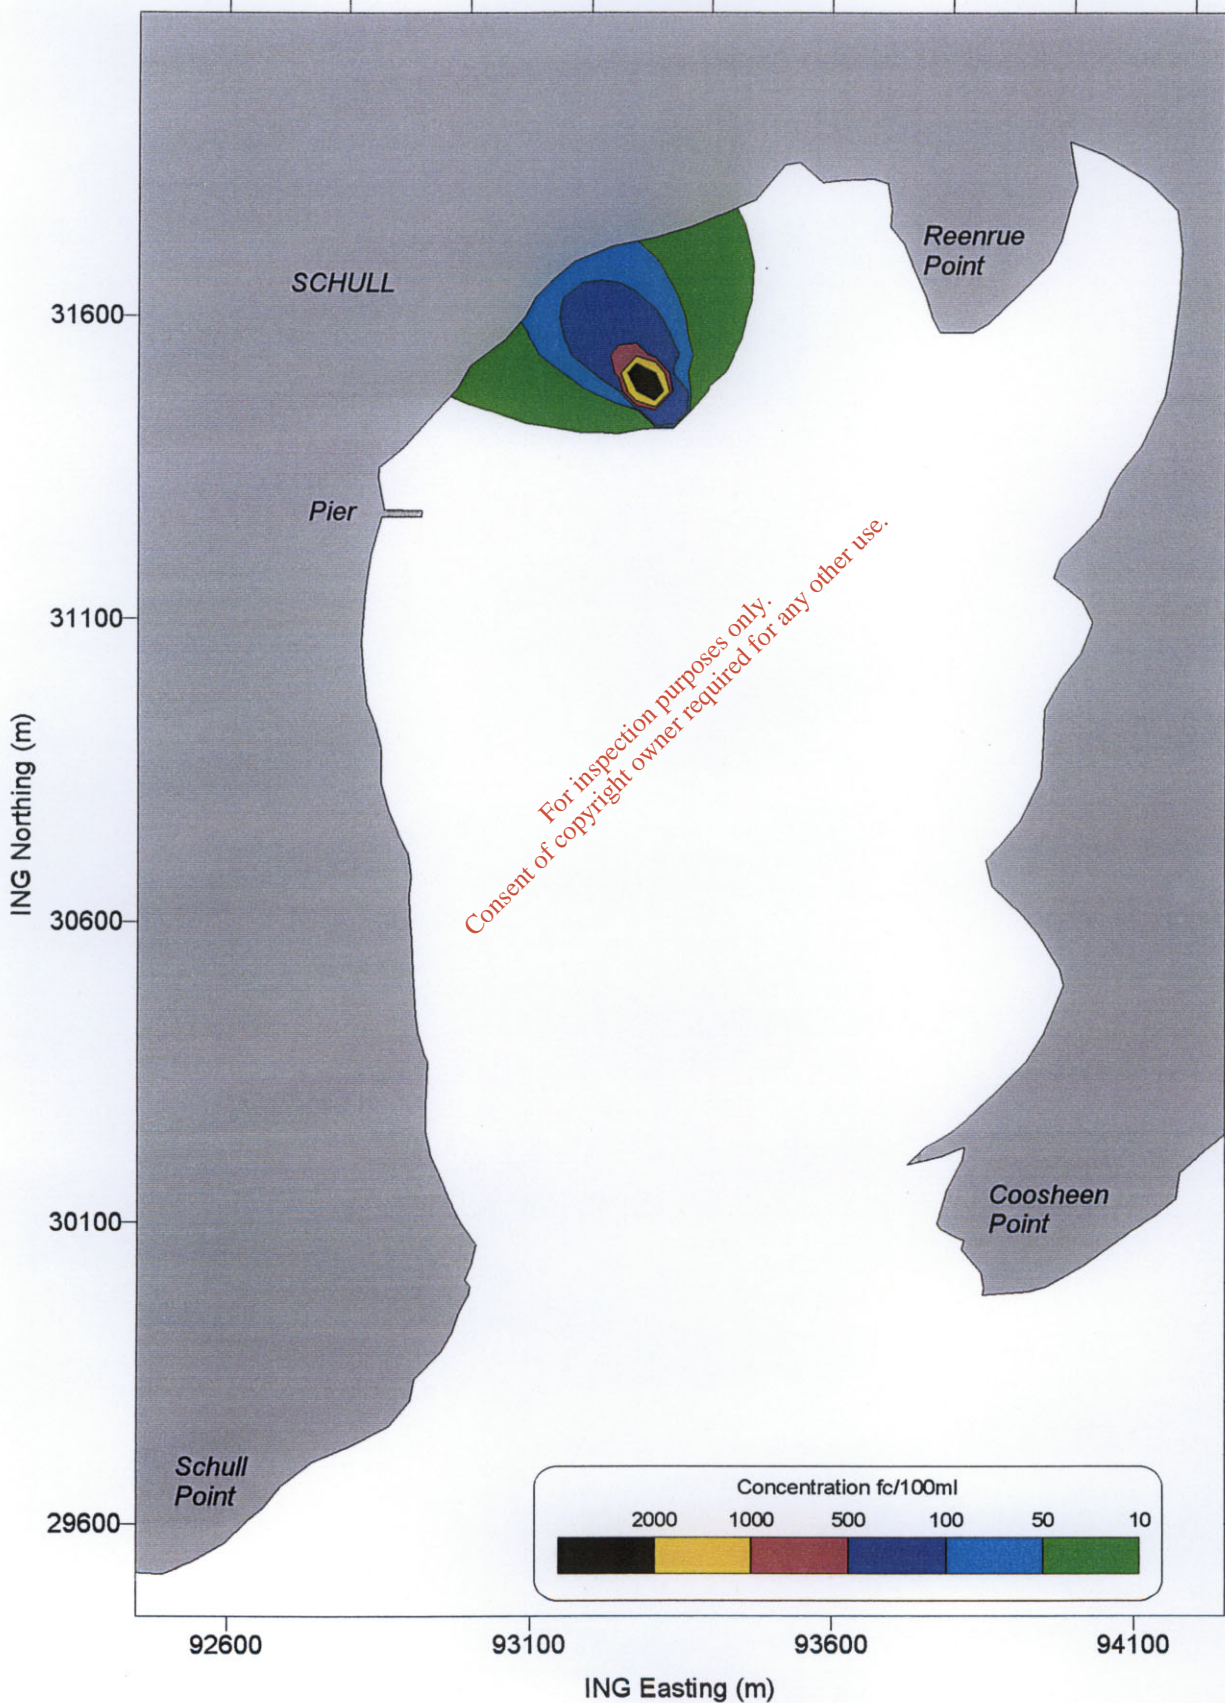 Reenrue
Point
SCHULL
31600
Pier
For inspection purposes only.
Consent of copyright owner required for any other use.
31100
ING Northing (m)
30600
Coosheen
Point
30100
Schull
Point
29600
Concentration fc/100ml
2000 1000 500 100 50 10
92600 93100 93600 94100
ING Easting (m)